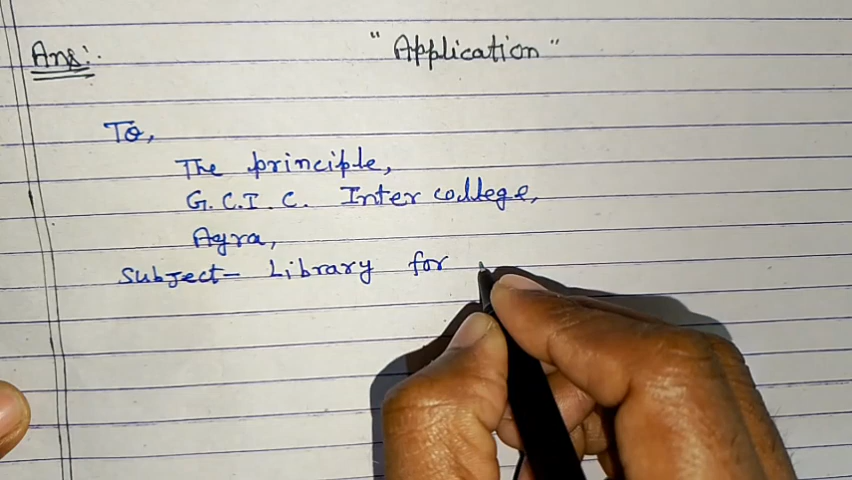 Ans:. "Application"
To,
The principle,
G.C.I.C. Inter college,
Agra,
Subject- Library for